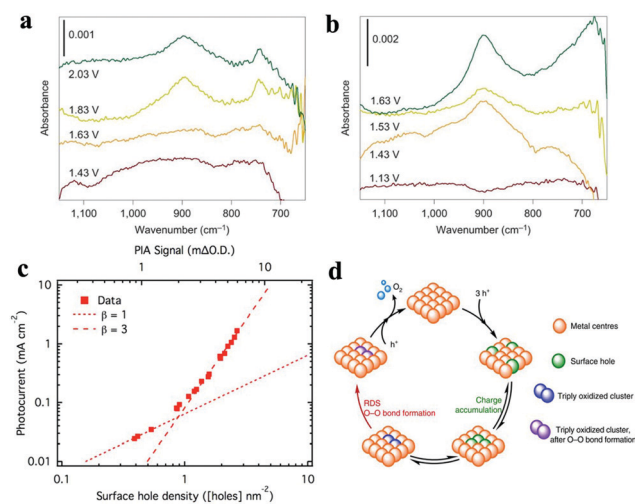 a
0.001
2.03 V
1.83 V
1.63 V
1.43 V
Absorbance
1,100 1,000 900 800 700
Wavenumber (cm⁻¹)
b
0.002
1.63 V
1.53 V
1.43 V
1.13 V
Absorbance
1,100 1,000 900 800 700
Wavenumber (cm⁻¹)
c
PIA Signal (mΔO.D.)
1 10
Data
β = 1
β = 3
Photocurrent (mA cm⁻²)
10
1
0.1
0.01
0.1 1 10
Surface hole density ([holes] nm⁻²)
d
O₂
3 h⁺
h⁺
RDS
O–O bond formation
Charge
accumulation
Metal centres
Surface hole
Triply oxidized cluster
Triply oxidized cluster,
after O–O bond formation